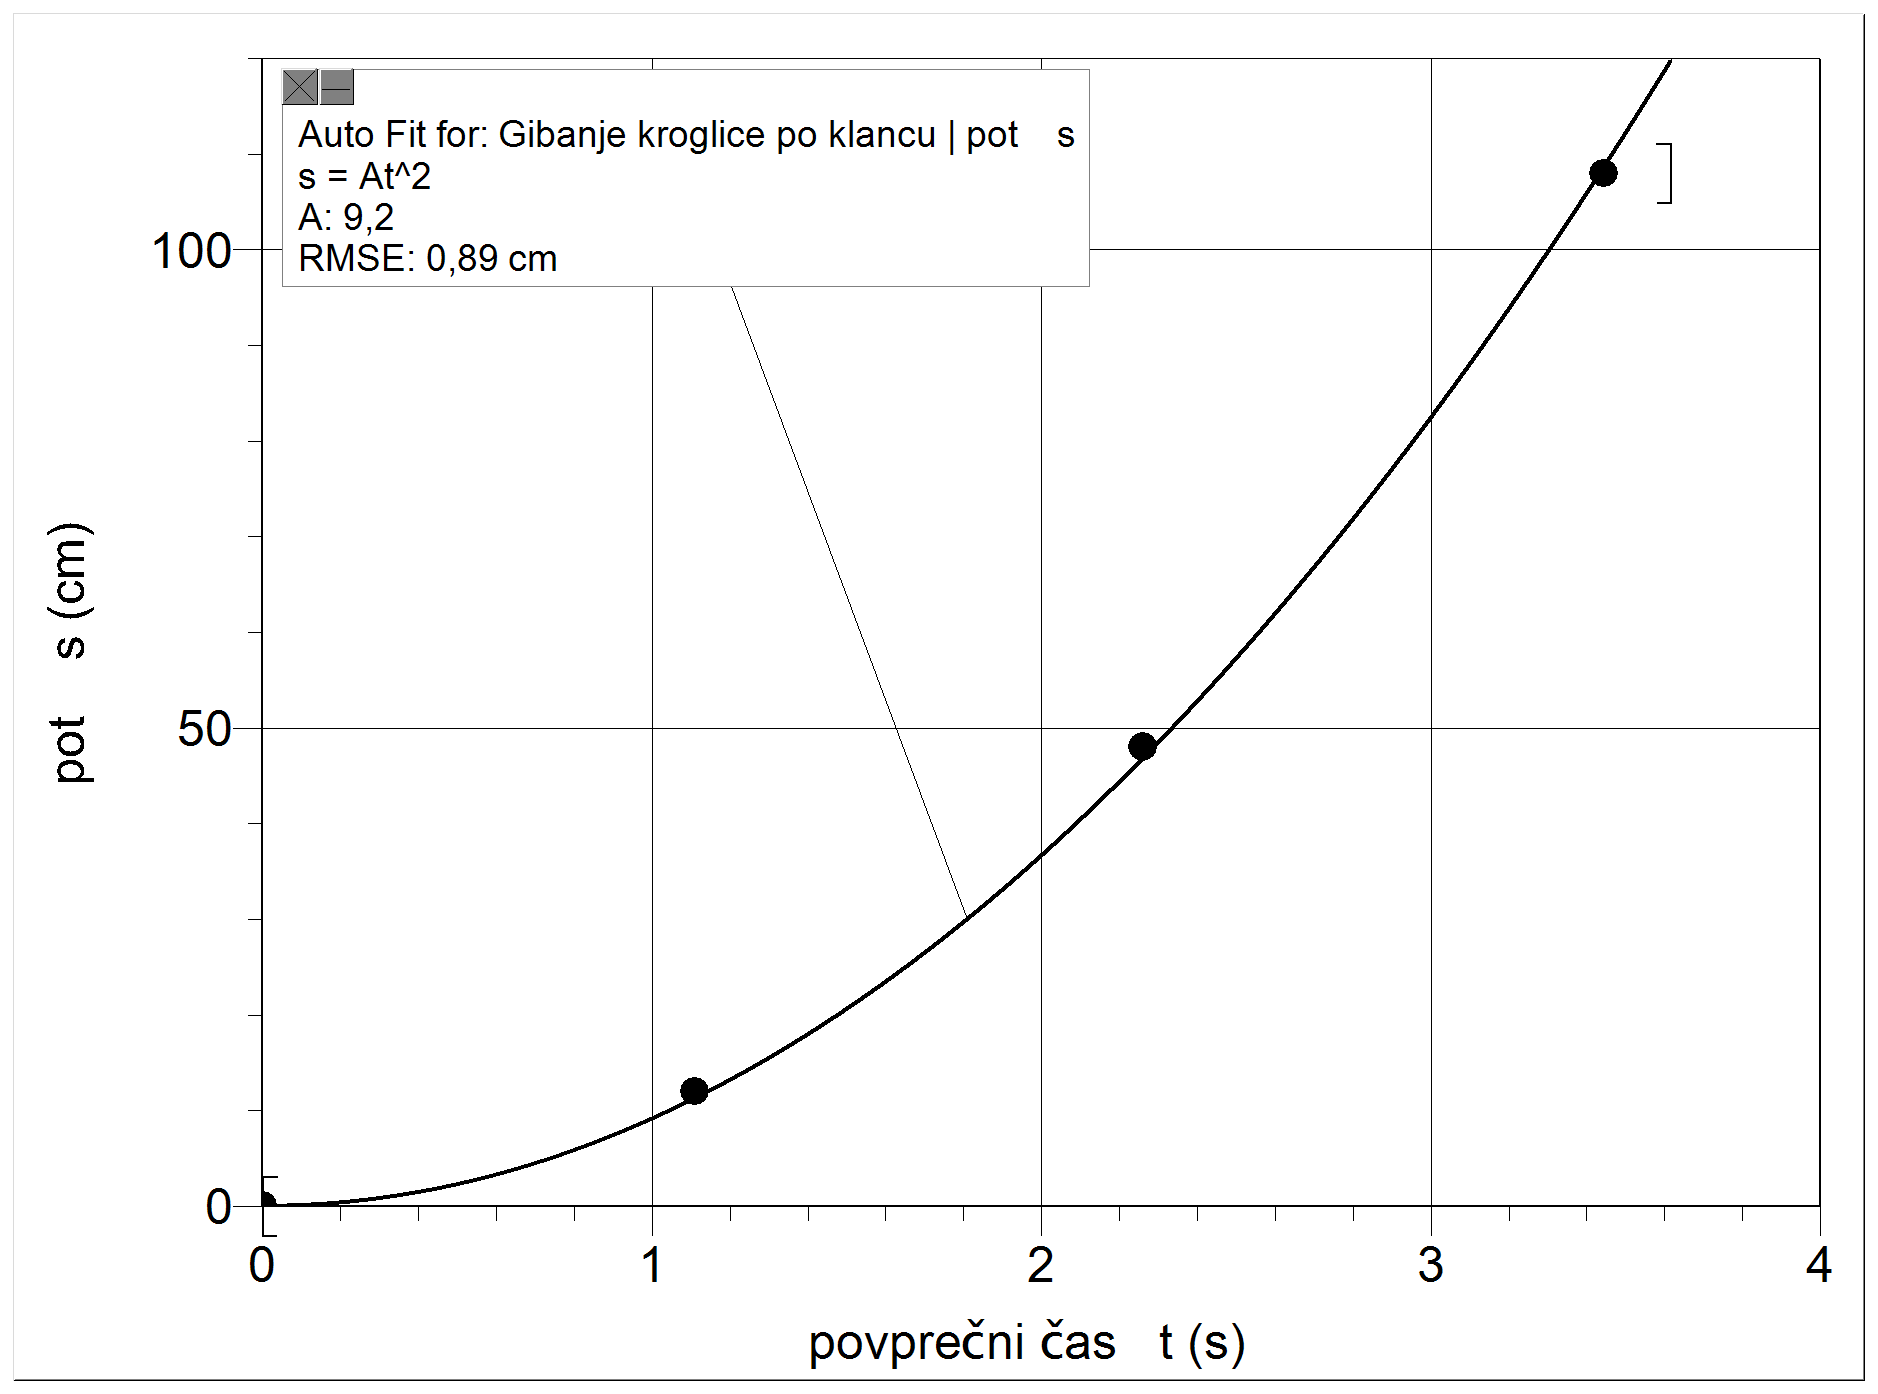 Auto Fit for: Gibanje kroglice po klancu | pot s
s = At^2
A: 9,2
RMSE: 0,89 cm
100
50
0
pot s (cm)
0 1 2 3 4
povprečni čas t (s)